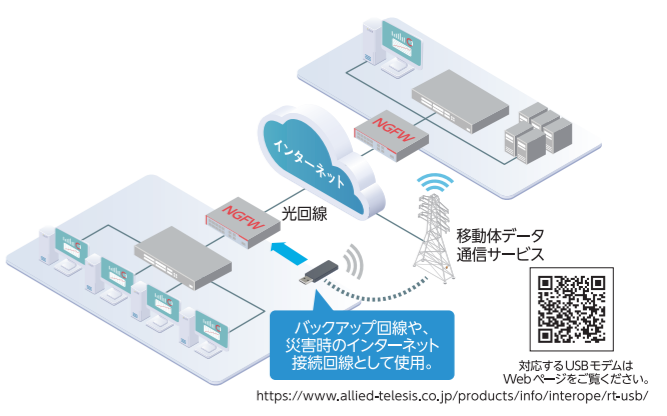 NGFW
インターネット
NGFW
光回線
移動体データ
通信サービス
バックアップ回線や、
災害時のインターネット
接続回線として使用。
対応するUSBモデムは
Webページをご覧ください。
https://www.allied-telesis.co.jp/products/info/interope/rt-usb/